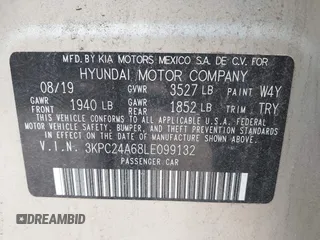 MFD. BY KIA MOTORS MEXICO S.A. DE C.V. FOR
HYUNDAI MOTOR COMPANY
08/19 GVWR 3527 LB PAINT W4Y
GAWR FRONT 1940 LB GAWR REAR 1852 LB TRIM TRY
THIS VEHICLE CONFORMS TO ALL APPLICABLE
U.S.A. FEDERAL MOTOR VEHICLE SAFETY, BUMPER,
AND THEFT PREVENTION STANDARDS IN EFFECT ON
THE DATE OF MANUFACTURE SHOWN ABOVE.
V.I.N. 3KPC24A68LE099132
PASSENGER CAR
DREAMBID